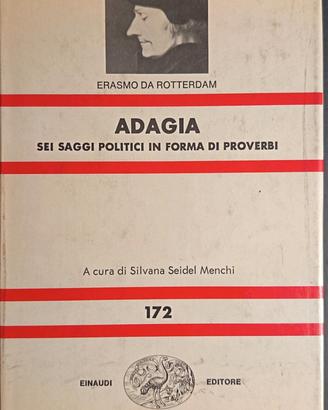 ERASMO DA ROTTERDAM
ADAGIA
SEI SAGGI POLITICI IN FORMA DI PROVERBI
A cura di Silvana Seidel Menchi
172
EINAUDI EDITORE